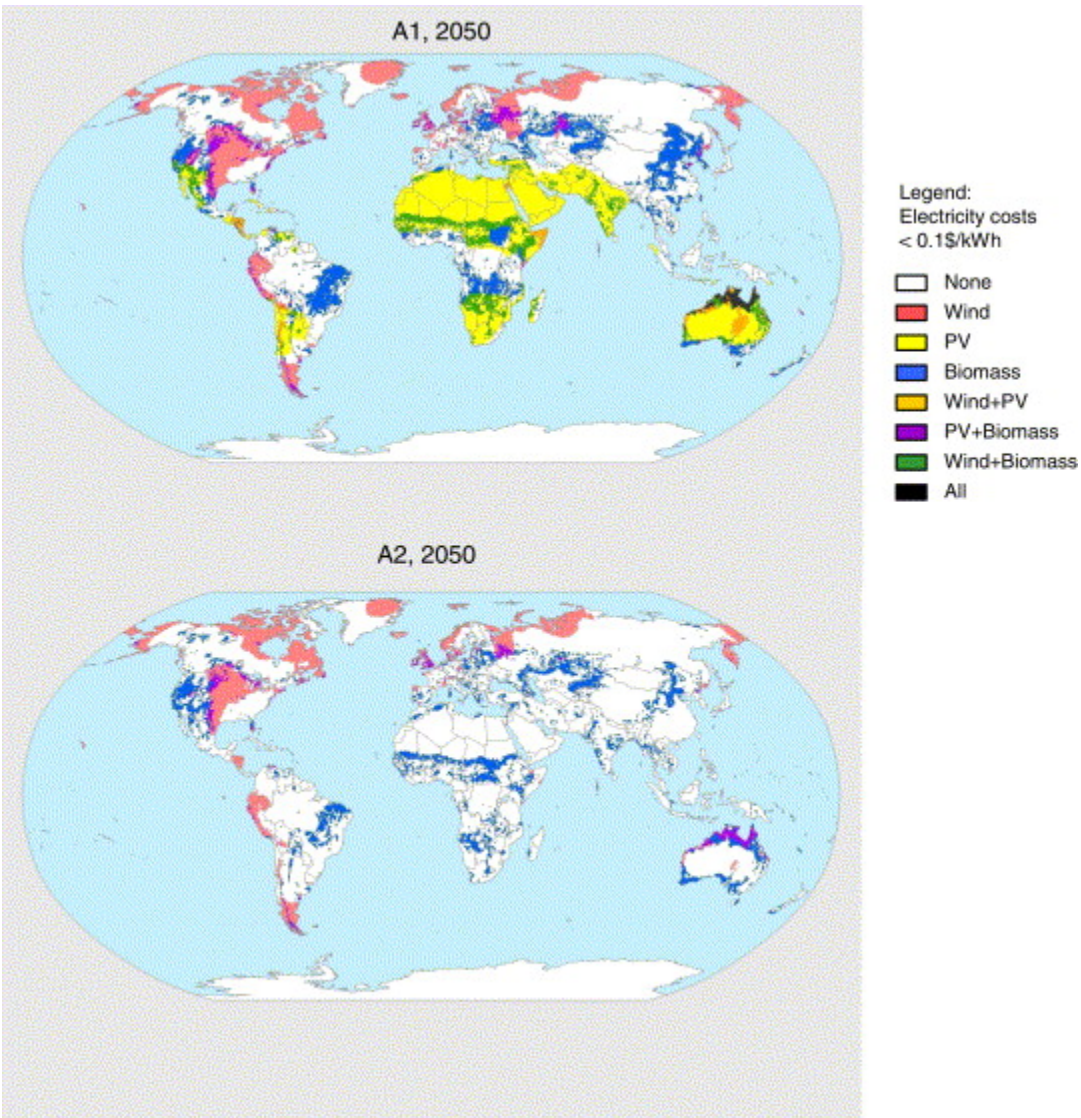 A1, 2050
Legend:
Electricity costs
< 0.1$/kWh
None
Wind
PV
Biomass
Wind+PV
PV+Biomass
Wind+Biomass
All
A2, 2050